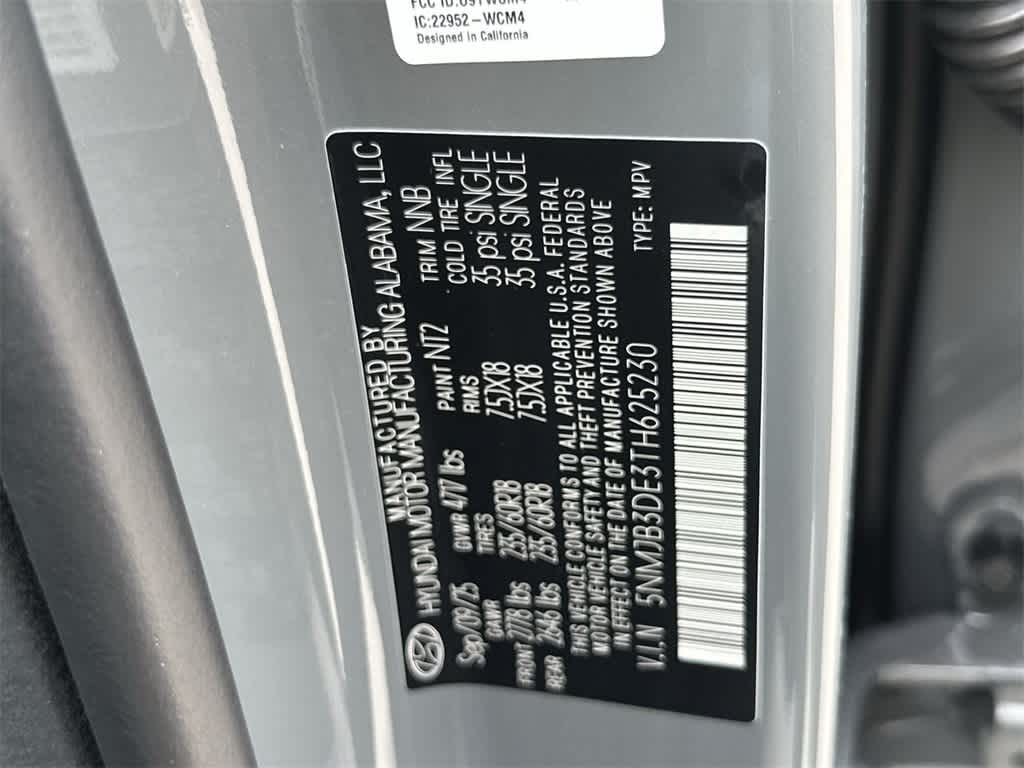 IC:22952-WCM4
Designed in California
MANUFACTURED BY
HYUNDAI MOTOR MANUFACTURING ALABAMA, LLC
Sep/09/25 GVWR 4717 lbs PAINT NT2 TRIM NNB
GAWR TIRES RIMS COLD TIRE INFL
FRONT 2778 lbs 235/60R18 7.5JX18 35 psi SINGLE
REAR 2646 lbs 235/60R18 7.5JX18 35 psi SINGLE
THIS VEHICLE CONFORMS TO ALL APPLICABLE U.S.A. FEDERAL
MOTOR VEHICLE SAFETY AND THEFT PREVENTION STANDARDS
IN EFFECT ON THE DATE OF MANUFACTURE SHOWN ABOVE
V.I.N 5NMJB3DE3TH625230 TYPE: MPV